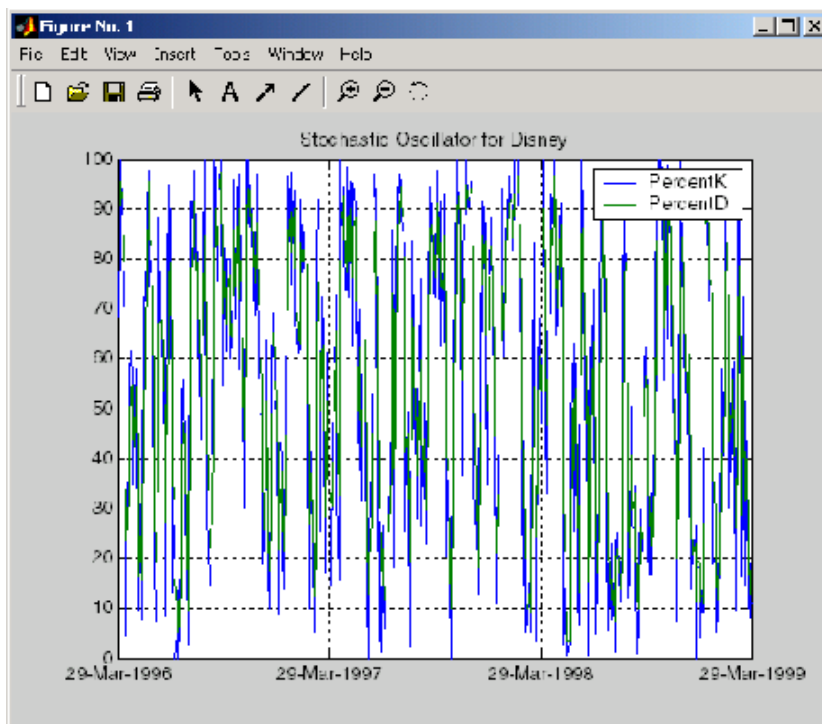 Figure No. 1
File Edit View Insert Tools Window Help
A
Stochastic Oscillator for Disney
PercentK
PercentD
100
90
80
70
60
50
40
30
20
10
0
29-Mar-1996 29-Mar-1997 29-Mar-1998 29-Mar-1999